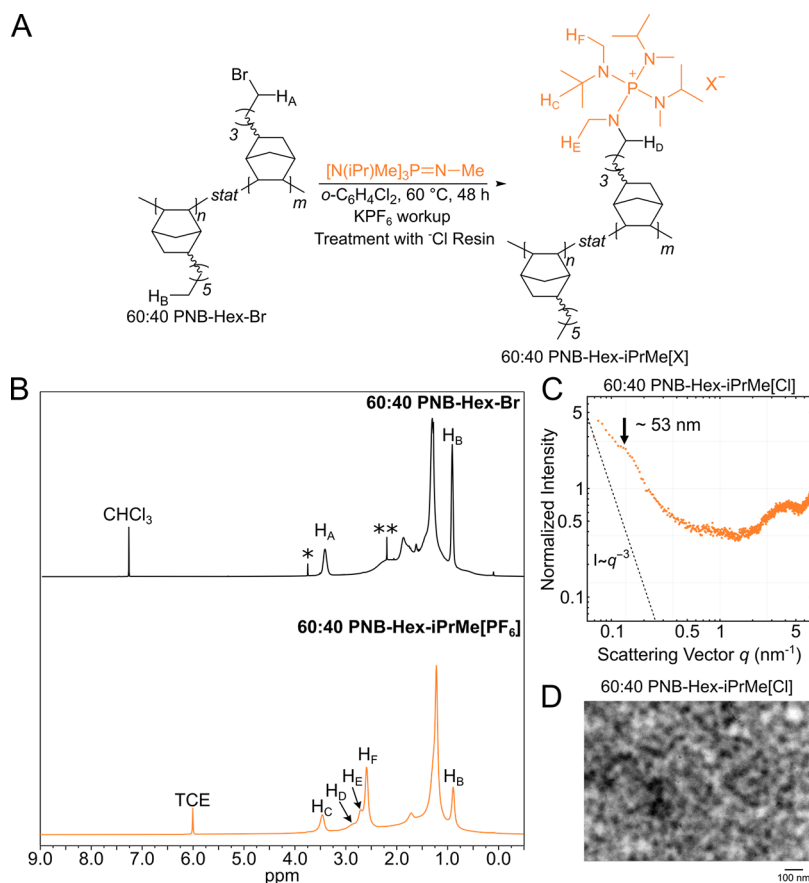 A
Br
H_A
3
stat
n
m
H_B
5
60:40 PNB-Hex-Br
[N(iPr)Me]₃P=N—Me
o-C₆H₄Cl₂, 60 °C, 48 h
KPF₆ workup
Treatment with ⁻Cl Resin
H_F
N
N
P
+
X⁻
H_C
N
N
H_E
H_D
3
stat
n
m
5
60:40 PNB-Hex-iPrMe[X]
B
60:40 PNB-Hex-Br
CHCl₃
*
H_A
**
H_B
60:40 PNB-Hex-iPrMe[PF₆]
TCE
H_C
H_D
H_E
H_F
H_B
9.0 8.0 7.0 6.0 5.0 4.0 3.0 2.0 1.0 0.0
ppm
C
60:40 PNB-Hex-iPrMe[Cl]
~ 53 nm
I~q⁻³
Normalized Intensity
5
1
0.5
0.1
0.1 0.5 1 5
Scattering Vector q (nm⁻¹)
D
60:40 PNB-Hex-iPrMe[Cl]
100 nm